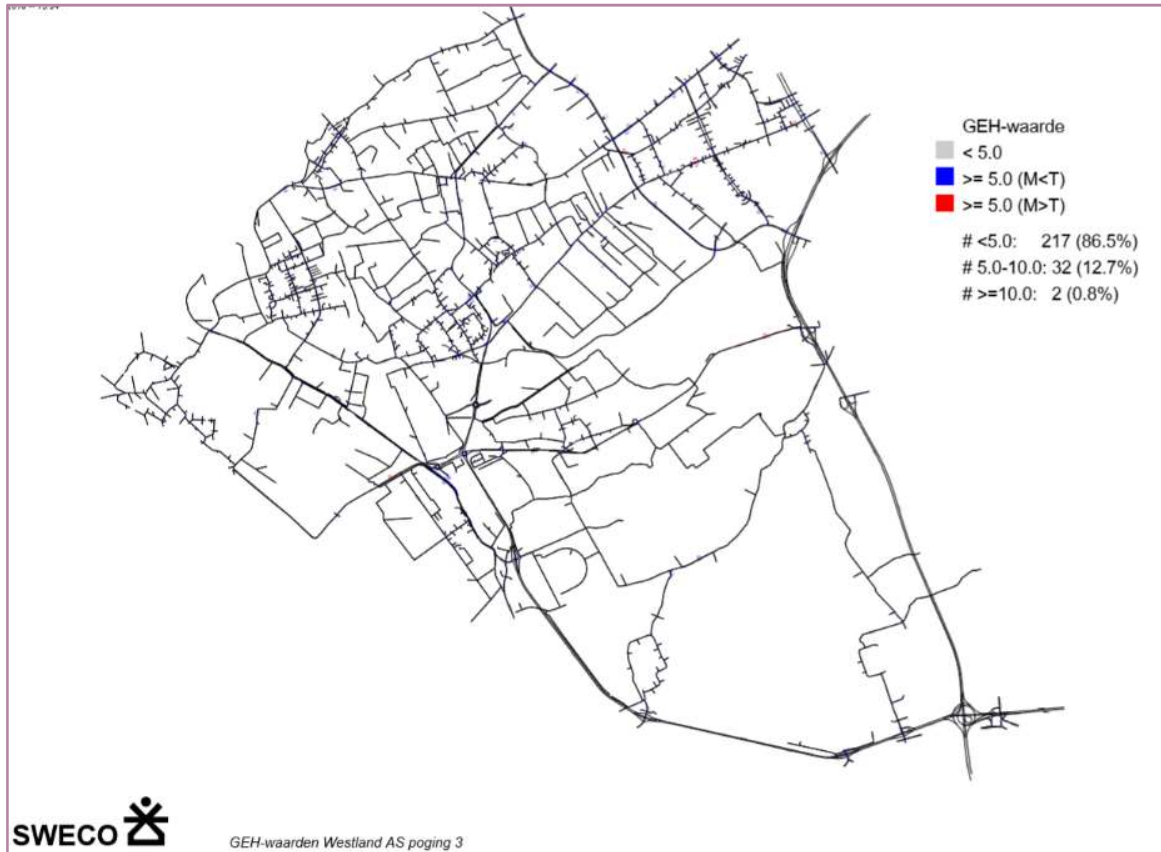 GEH-waarde
< 5.0
>= 5.0 (M<T)
>= 5.0 (M>T)
# <5.0: 217 (86.5%)
# 5.0-10.0: 32 (12.7%)
# >=10.0: 2 (0.8%)
SWECO
GEH-waarden Westland AS poging 3